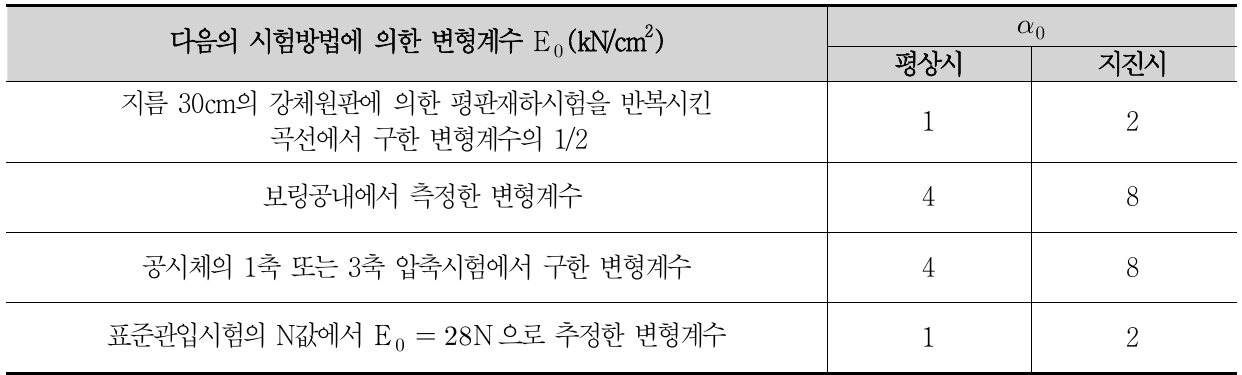 다음의 시험방법에 의한 변형계수 E₀(kN/cm²)
α₀
평상시
지진시
지름 30cm의 강체원판에 의한 평판재하시험을 반복시킨
곡선에서 구한 변형계수의 1/2
1
2
보링공내에서 측정한 변형계수
4
8
공시체의 1축 또는 3축 압축시험에서 구한 변형계수
4
8
표준관입시험의 N값에서 E₀ = 28N으로 추정한 변형계수
1
2